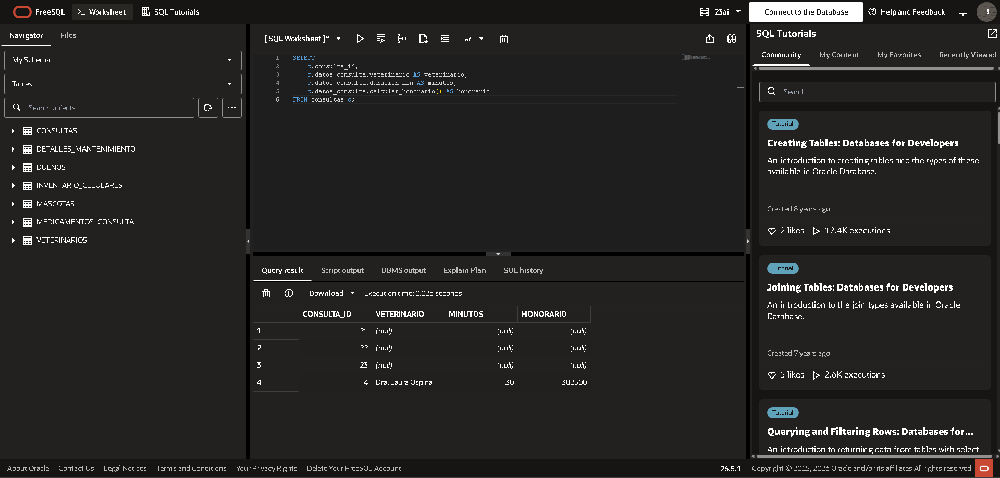 FreeSQL
Worksheet
SQL Tutorials
23ai
Connect to the Database
Help and Feedback
B
Navigator
Files
My Schema
Tables
Search objects
CONSULTAS
DETALLES_MANTENIMIENTO
DUENOS
INVENTARIO_CELULARES
MASCOTAS
MEDICAMENTOS_CONSULTA
VETERINARIOS
[ SQL Worsheet ]*
Aa
1 SELECT
2 c.consulta_id,
3 c.datos_consulta.veterinario AS veterinario,
4 c.datos_consulta.duracion_min AS minutos,
5 c.datos_consulta.calcular_honorario() AS honorario
6 FROM consultas c;
Query result
Script output
DBMS output
Explain Plan
SQL history
Download
Execution time: 0.026 seconds
CONSULTA_ID VETERINARIO MINUTOS HONORARIO
1 21 (null) (null) (null)
2 22 (null) (null) (null)
3 23 (null) (null) (null)
4 4 Dra. Laura Ospina 30 382500
SQL Tutorials
Community
My Content
My Favorites
Recently Viewed
Search
Tutorial
Creating Tables: Databases for Developers
An introduction to creating tables and the types of these
available in Oracle Database.
Created 8 years ago
2 likes
12.4K executions
Tutorial
Joining Tables: Databases for Developers
An introduction to the join types available in Oracle
Database.
Created 7 years ago
5 likes
2.6K executions
Tutorial
Querying and Filtering Rows: Databases for...
An introduction to returning data from tables with select
About Oracle
Contact Us
Legal Notices
Terms and Conditions
Your Privacy Rights
Delete Your FreeSQL Account
26.5.1 - Copyright © 2015, 2026 Oracle and/or its affiliates All rights reserved